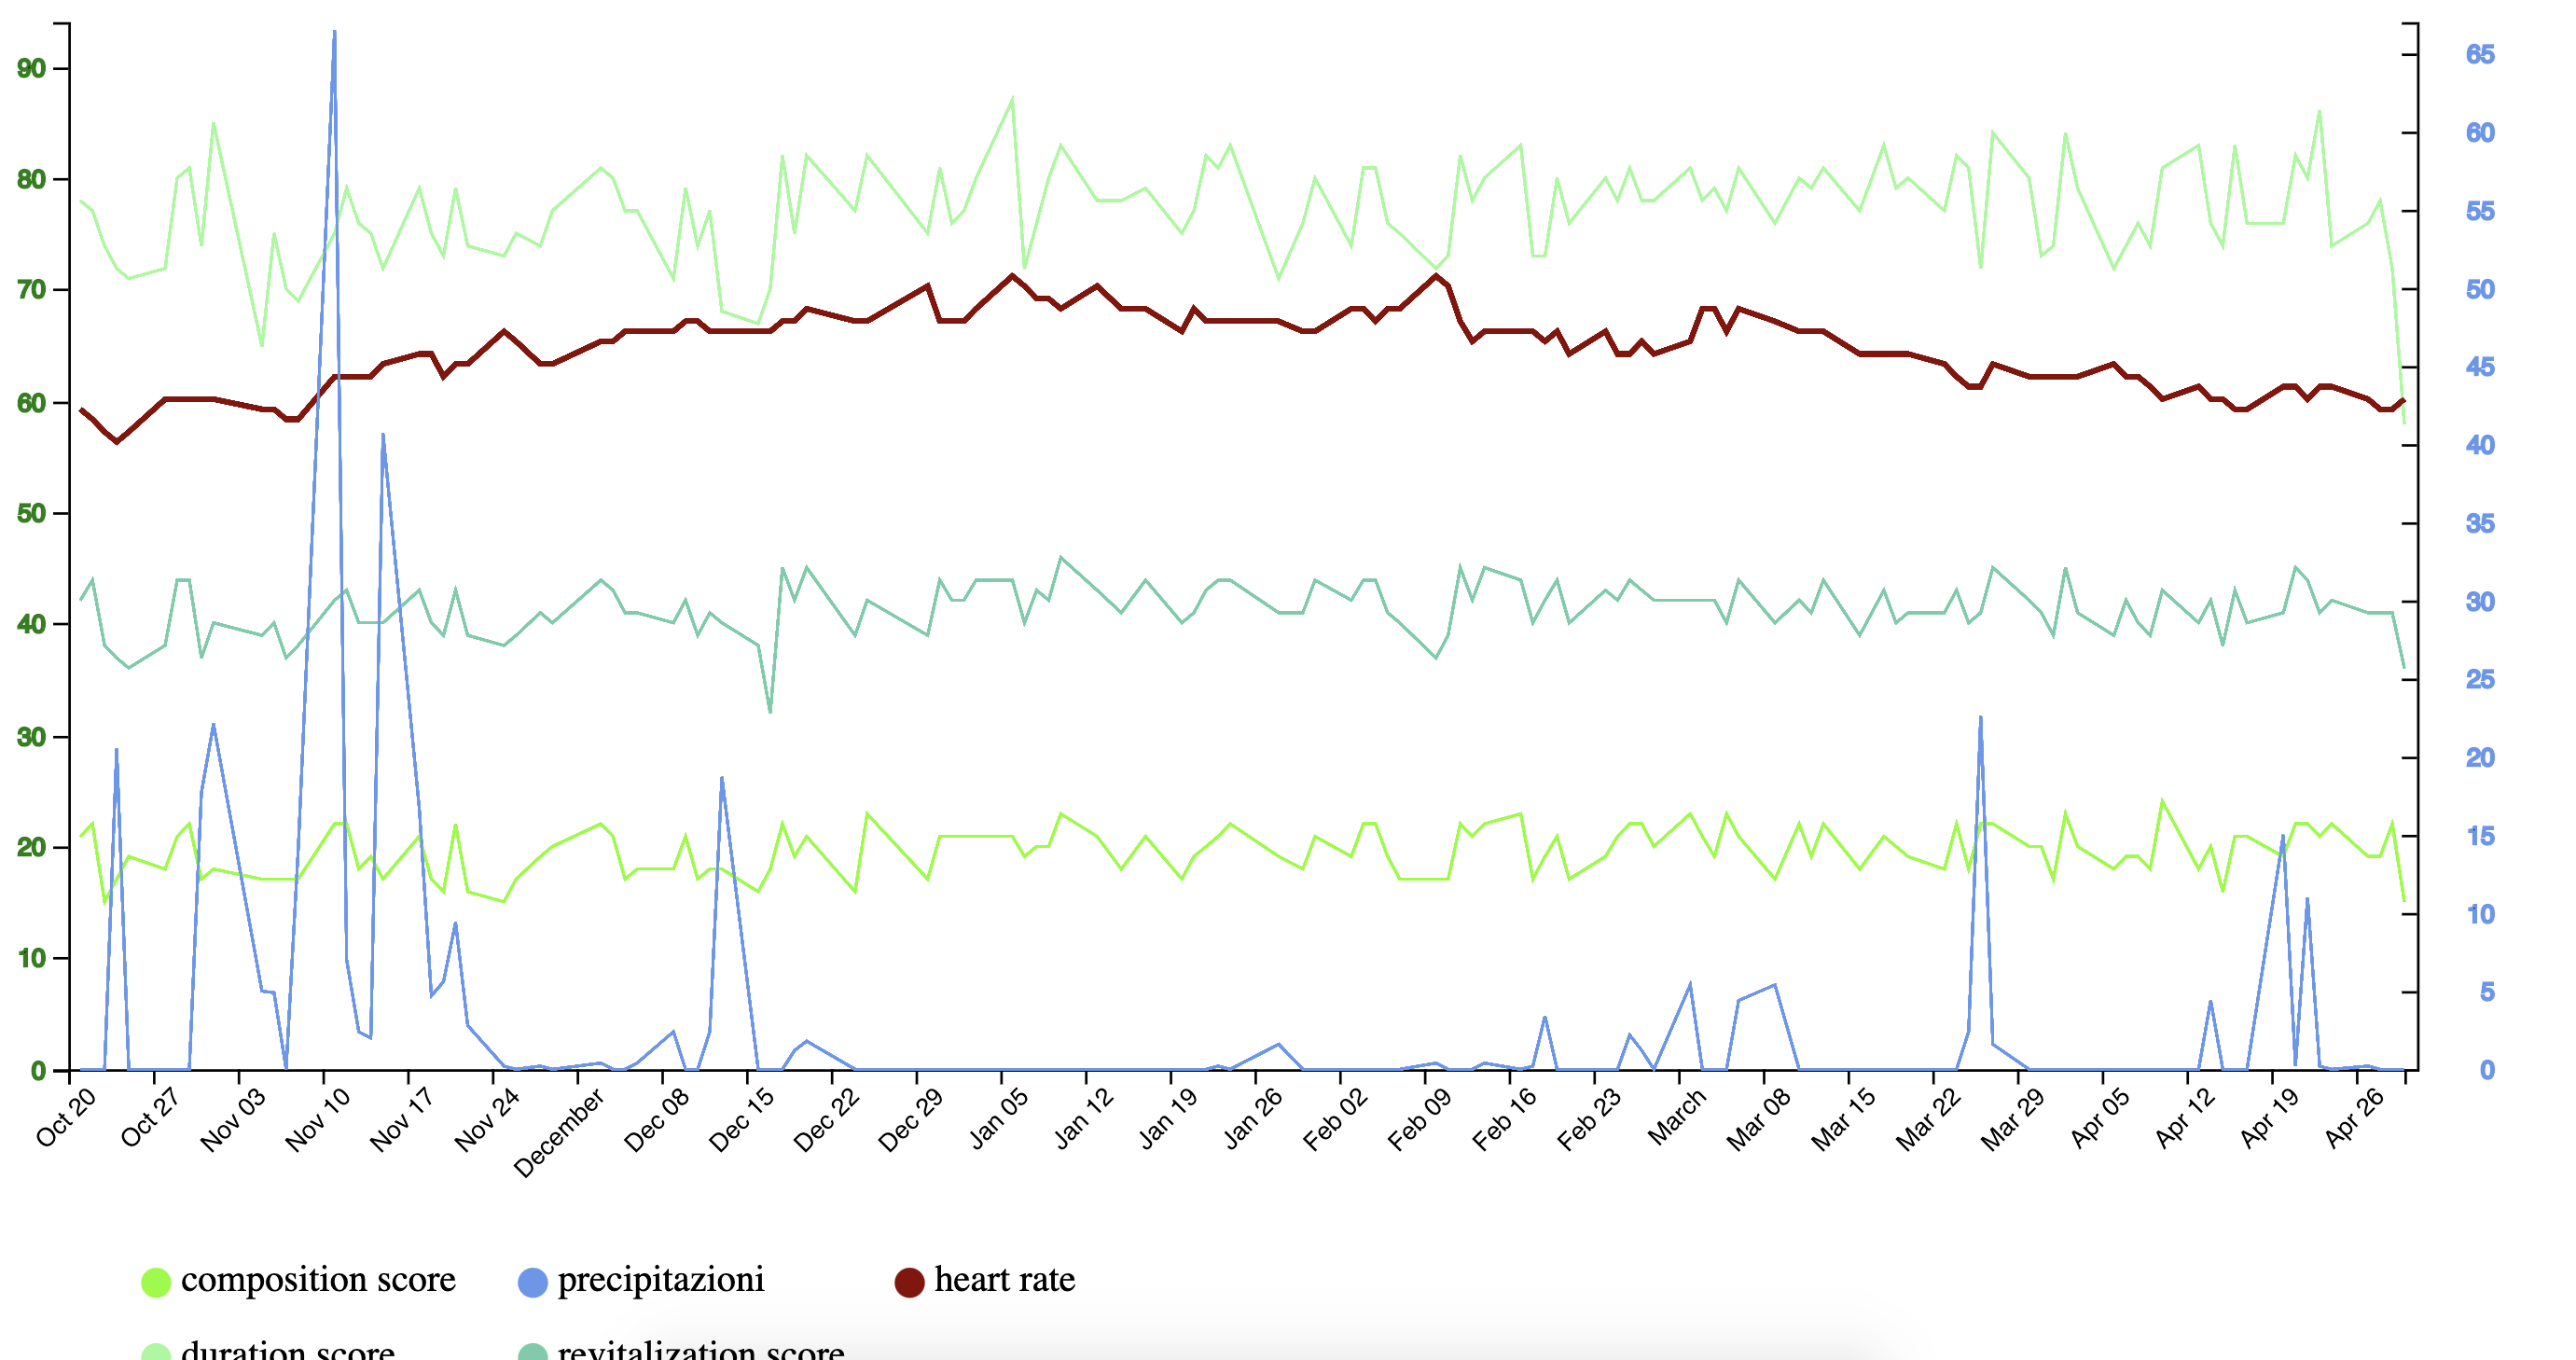 90
80
70
60
50
40
30
20
10
0
65
60
55
50
45
40
35
30
25
20
15
10
5
0
Oct 20
Oct 27
Nov 03
Nov 10
Nov 17
Nov 24
December
Dec 08
Dec 15
Dec 22
Dec 29
Jan 05
Jan 12
Jan 19
Jan 26
Feb 02
Feb 09
Feb 16
Feb 23
March
Mar 08
Mar 15
Mar 22
Mar 29
Apr 05
Apr 12
Apr 19
Apr 26
composition score precipitazioni heart rate
duration score revitalization score